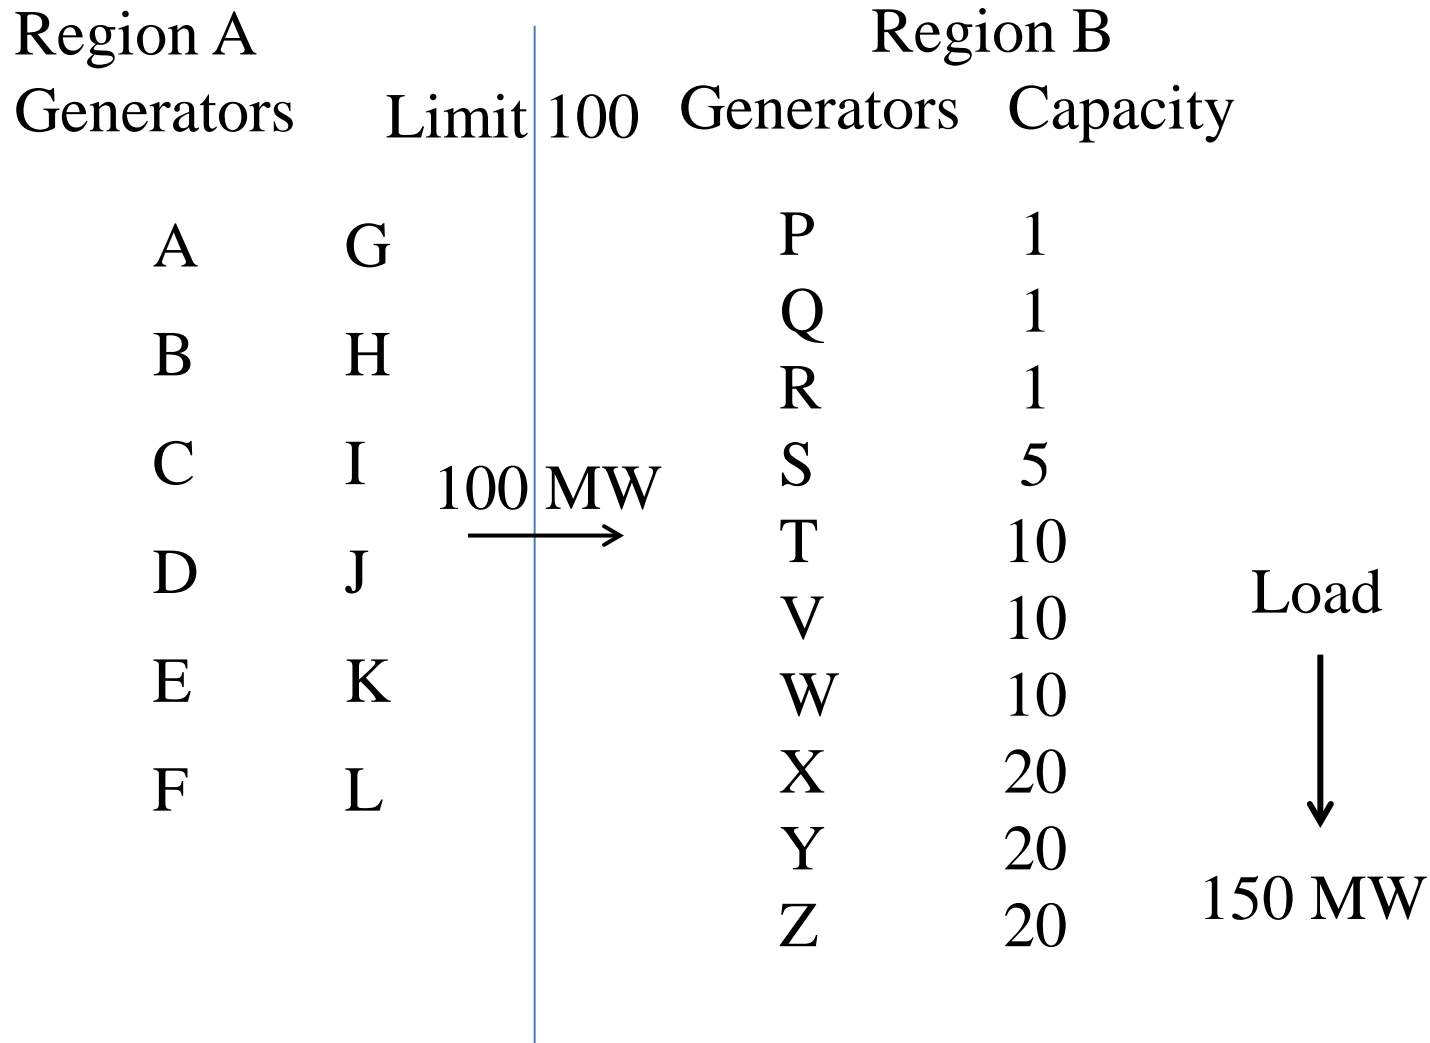 Region A
Generators
Limit 100
A G
B H
C I
D J
E K
F L
100 MW
Region B
Generators Capacity
P 1
Q 1
R 1
S 5
T 10
V 10
W 10
X 20
Y 20
Z 20
Load
150 MW